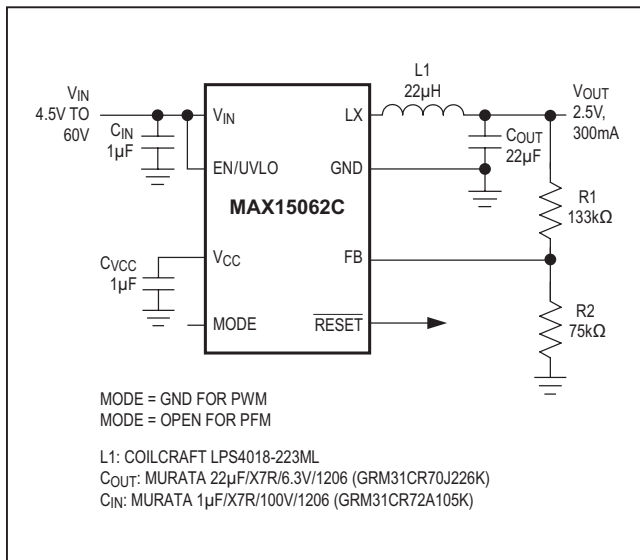 VIN
4.5V TO
60V
CIN
1µF
VIN
EN/UVLO
MAX15062C
VCC
MODE
LX
GND
FB
RESET
CVCC
1µF
L1
22µH
COUT
22µF
VOUT
2.5V,
300mA
R1
133kΩ
R2
75kΩ
MODE = GND FOR PWM
MODE = OPEN FOR PFM
L1: COILCRAFT LPS4018-223ML
COUT: MURATA 22µF/X7R/6.3V/1206 (GRM31CR70J226K)
CIN: MURATA 1µF/X7R/100V/1206 (GRM31CR72A105K)